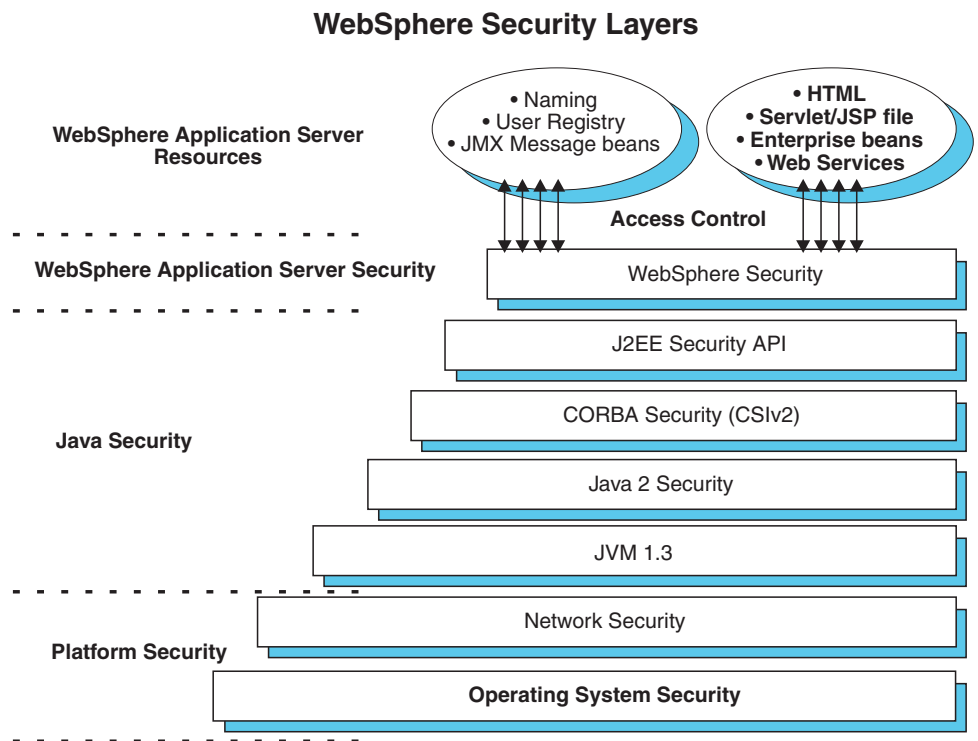 WebSphere Security Layers
WebSphere Application Server
Resources
• Naming
• User Registry
• JMX Message beans
• HTML
• Servlet/JSP file
• Enterprise beans
• Web Services
Access Control
WebSphere Application Server Security
WebSphere Security
J2EE Security API
CORBA Security (CSIv2)
Java Security
Java 2 Security
JVM 1.3
Network Security
Platform Security
Operating System Security